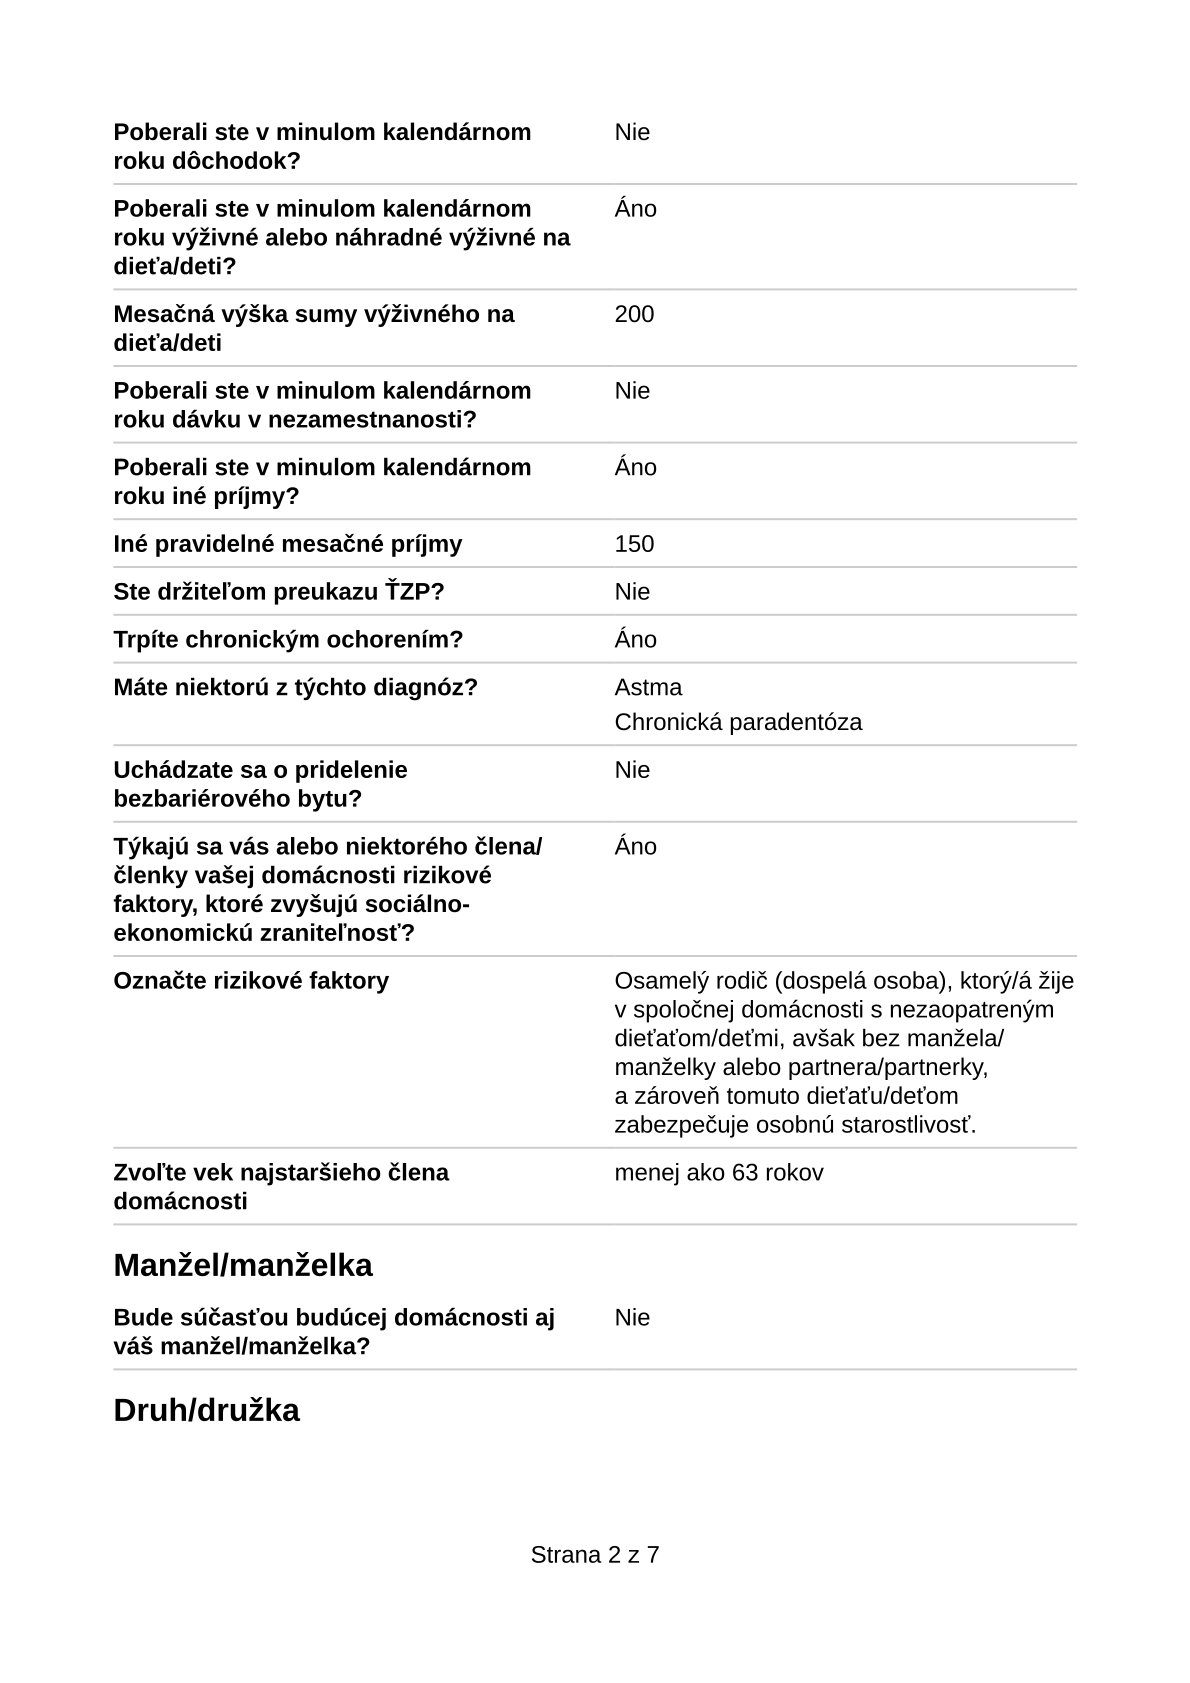 Poberali ste v minulom kalendárnom
roku dôchodok?
Nie
Poberali ste v minulom kalendárnom
roku výživné alebo náhradné výživné na
dieťa/deti?
Áno
Mesačná výška sumy výživného na
dieťa/deti
200
Poberali ste v minulom kalendárnom
roku dávku v nezamestnanosti?
Nie
Poberali ste v minulom kalendárnom
roku iné príjmy?
Áno
Iné pravidelné mesačné príjmy
150
Ste držiteľom preukazu ŤZP?
Nie
Trpíte chronickým ochorením?
Áno
Máte niektorú z týchto diagnóz?
Astma
Chronická paradentóza
Uchádzate sa o pridelenie
bezbariérového bytu?
Nie
Týkajú sa vás alebo niektorého člena/
členky vašej domácnosti rizikové
faktory, ktoré zvyšujú sociálno-
ekonomickú zraniteľnosť?
Áno
Označte rizikové faktory
Osamelý rodič (dospelá osoba), ktorý/á žije
v spoločnej domácnosti s nezaopatreným
dieťaťom/deťmi, avšak bez manžela/
manželky alebo partnera/partnerky,
a zároveň tomuto dieťaťu/deťom
zabezpečuje osobnú starostlivosť.
Zvoľte vek najstaršieho člena
domácnosti
menej ako 63 rokov
Manžel/manželka
Bude súčasťou budúcej domácnosti aj
váš manžel/manželka?
Nie
Druh/družka
Strana 2 z 7